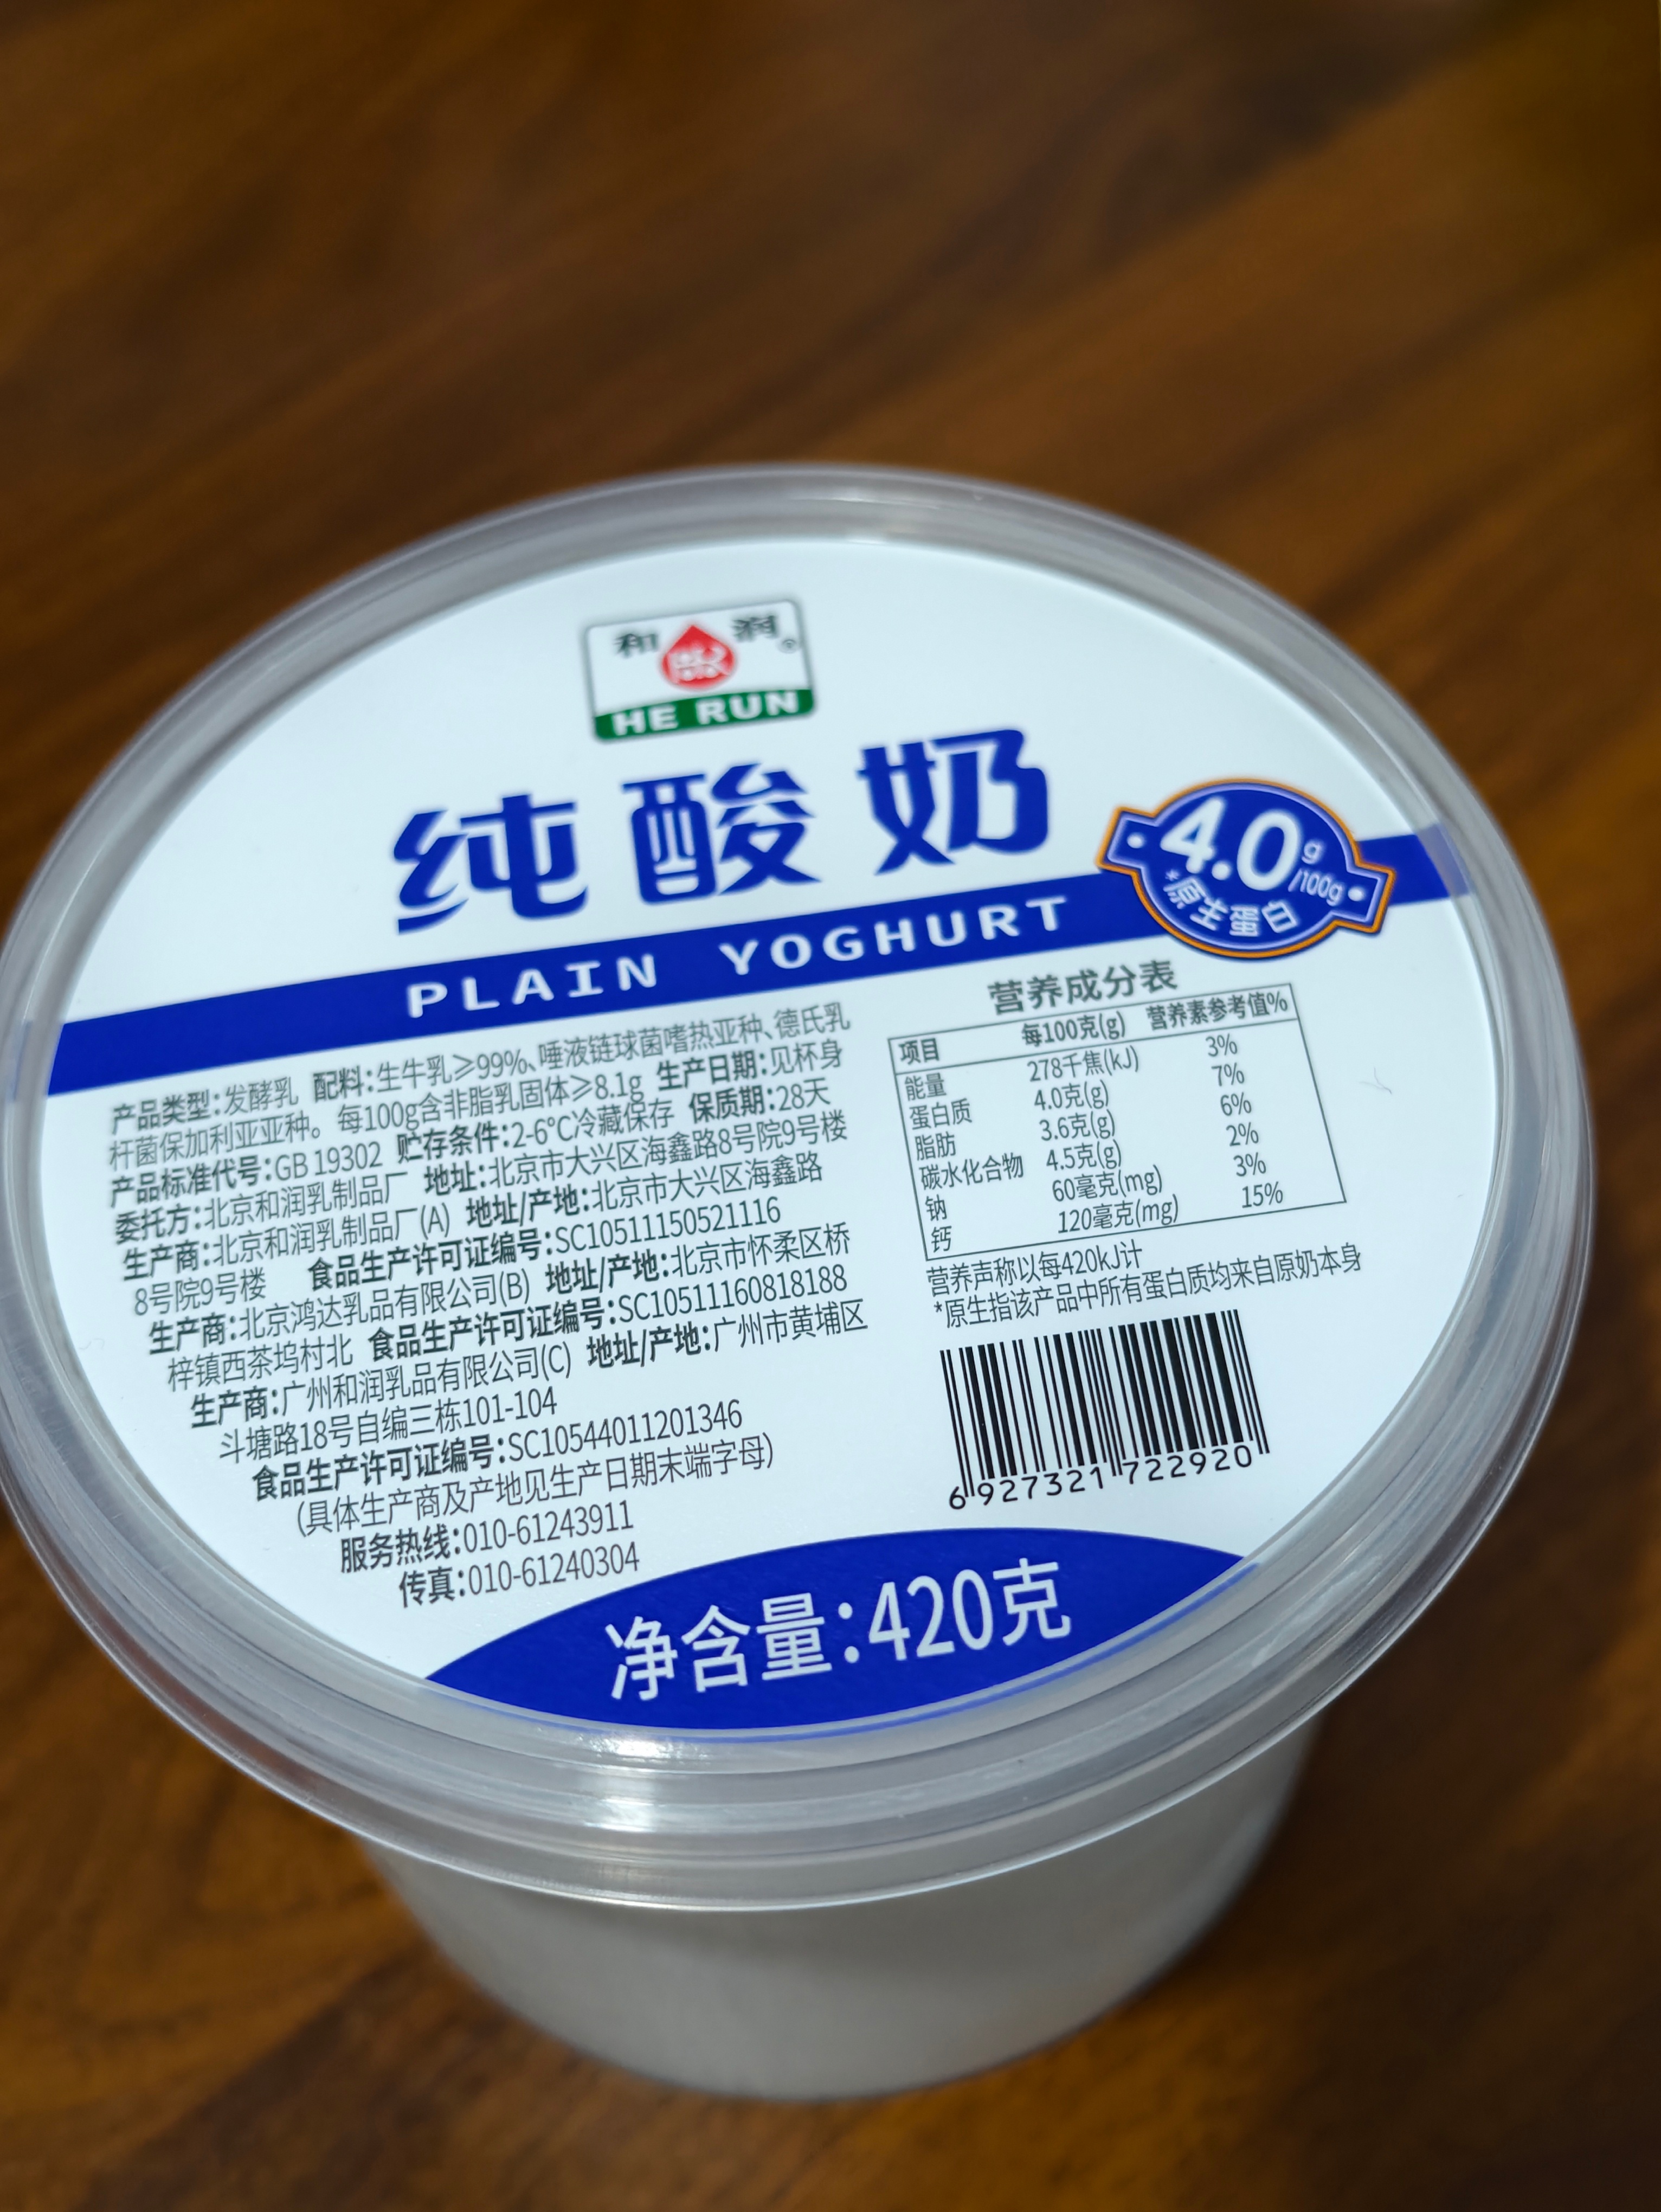 和 润®
HE RUN
纯酸奶
PLAIN YOGHURT
4.0g/100g
*原生蛋白
产品类型:发酵乳 配料:生牛乳≥99%、唾液链球菌嗜热亚种、德氏乳
杆菌保加利亚亚种。每100g含非脂乳固体≥8.1g 生产日期:见杯身
产品标准代号:GB 19302 贮存条件:2-6°C冷藏保存 保质期:28天
委托方:北京和润乳制品厂 地址:北京市大兴区海鑫路8号院9号楼
生产商:北京和润乳制品厂(A) 地址/产地:北京市大兴区海鑫路
8号院9号楼 食品生产许可证编号:SC10511150521116
生产商:北京鸿达乳品有限公司(B) 地址/产地:北京市怀柔区桥
梓镇西茶坞村北 食品生产许可证编号:SC10511160818188
生产商:广州和润乳品有限公司(C) 地址/产地:广州市黄埔区
斗塘路18号自编三栋101-104
食品生产许可证编号:SC10544011201346
(具体生产商及产地见生产日期末端字母)
服务热线:010-61243911
传真:010-61240304
营养成分表
项目 每100克(g) 营养素参考值%
能量 278千焦(kJ) 3%
蛋白质 4.0克(g) 7%
脂肪 3.6克(g) 6%
碳水化合物 4.5克(g) 2%
钠 60毫克(mg) 3%
钙 120毫克(mg) 15%
营养声称以每420kJ计
*原生指该产品中所有蛋白质均来自原奶本身
6 927321 722920
净含量:420克